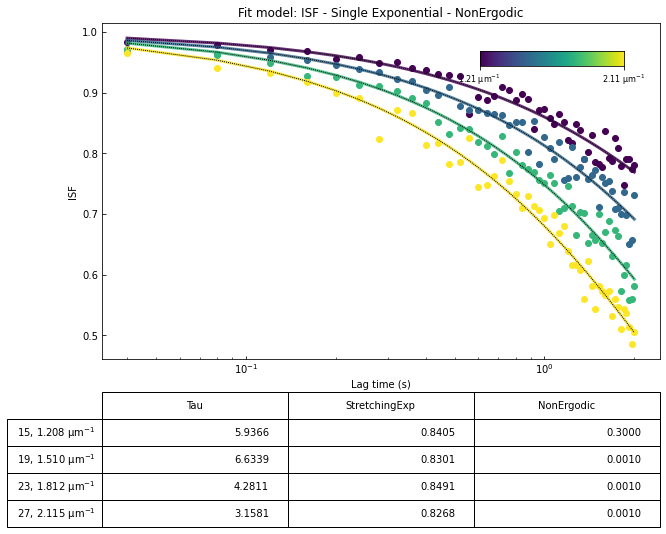 Fit model: ISF - Single Exponential - NonErgodic
1.0
0.9
0.8
0.7
0.6
0.5
ISF
.21 μm⁻¹
2.11 μm⁻¹
10⁻¹
10⁰
Lag time (s)
Tau StretchingExp NonErgodic
15, 1.208 μm⁻¹ 5.9366 0.8405 0.3000
19, 1.510 μm⁻¹ 6.6339 0.8301 0.0010
23, 1.812 μm⁻¹ 4.2811 0.8491 0.0010
27, 2.115 μm⁻¹ 3.1581 0.8268 0.0010